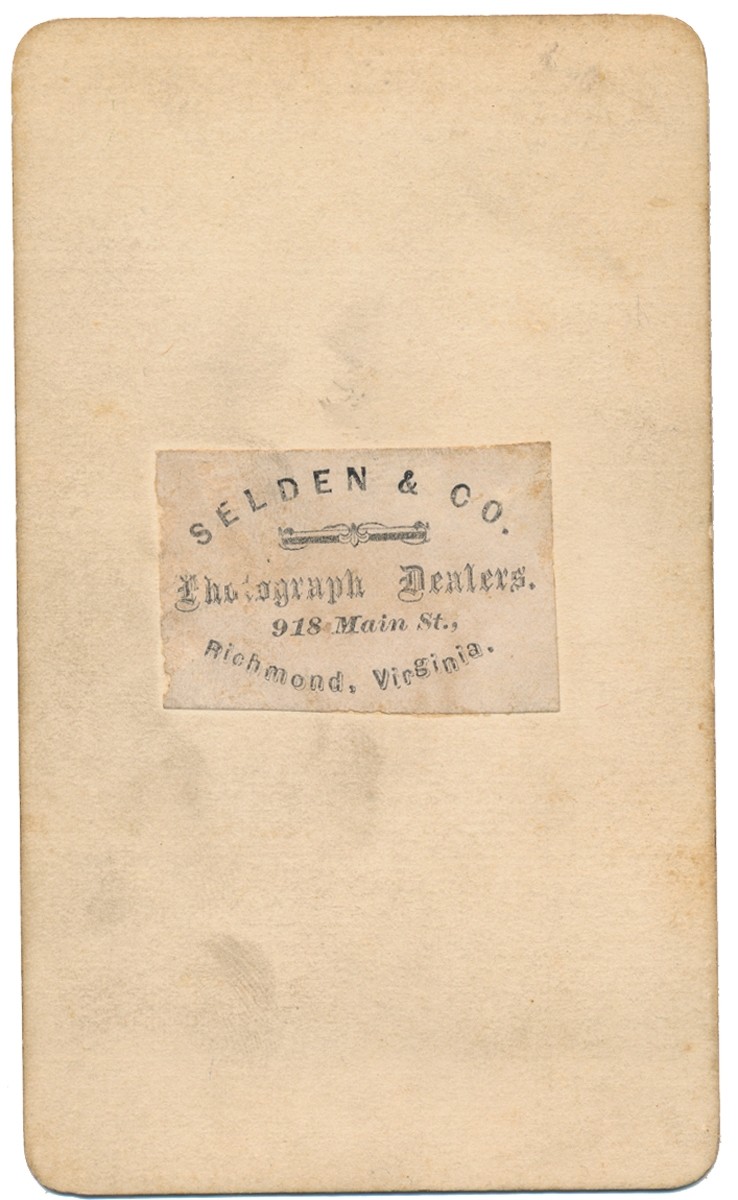 SELDEN & CO.
Photograph Dealers.
918 Main St.,
Richmond, Virginia.